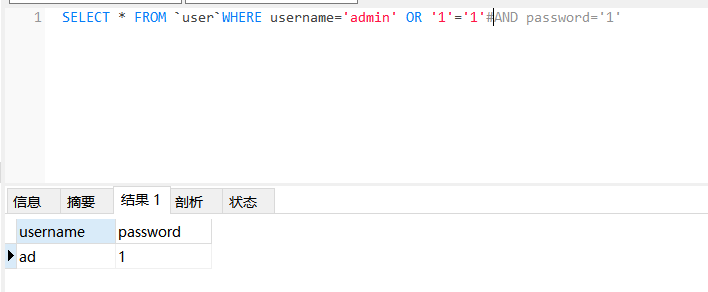 1 SELECT * FROM `user`WHERE username='admin' OR '1'='1'#AND password='1'
信息 摘要 结果 1 剖析 状态
username password
ad 1